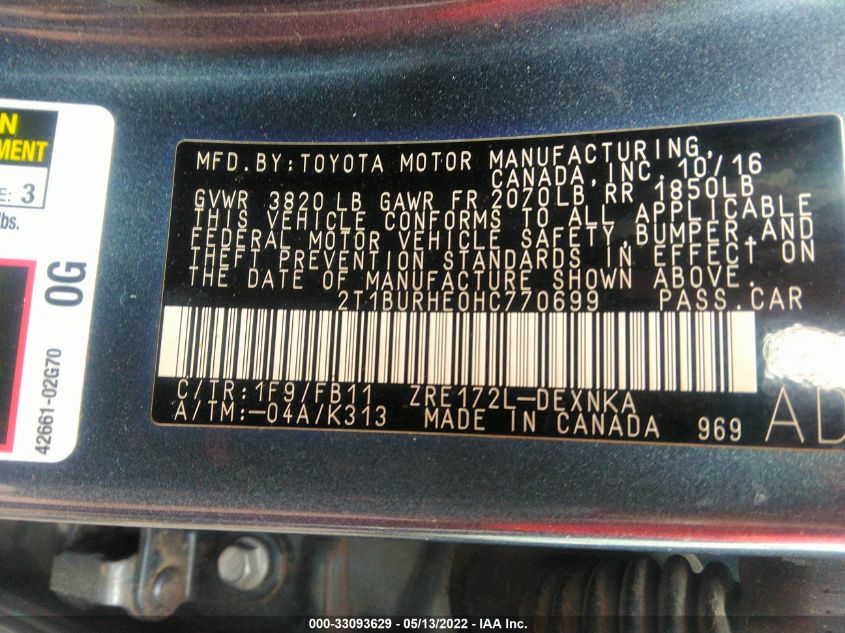 N
EMENT
E: 3
lbs.
0G
42661-02G70
MFD.BY:TOYOTA MOTOR MANUFACTURING,
CANADA,INC. 10/16
GVWR 3820 LB GAWR FR 2070LB RR 1850LB
THIS VEHICLE CONFORMS TO ALL APPLICABLE
FEDERAL MOTOR VEHICLE SAFETY,BUMPER,AND
THEFT PREVENTION STANDARDS IN EFFECT ON
THE DATE OF MANUFACTURE SHOWN ABOVE.
2T1BURHE0HC770699 PASS.CAR
C/TR:1F9/FB11 ZRE172L-DEXNKA
A/TM:-04A/K313 MADE IN CANADA 969 AD
000-33093629 - 05/13/2022 - IAA Inc.